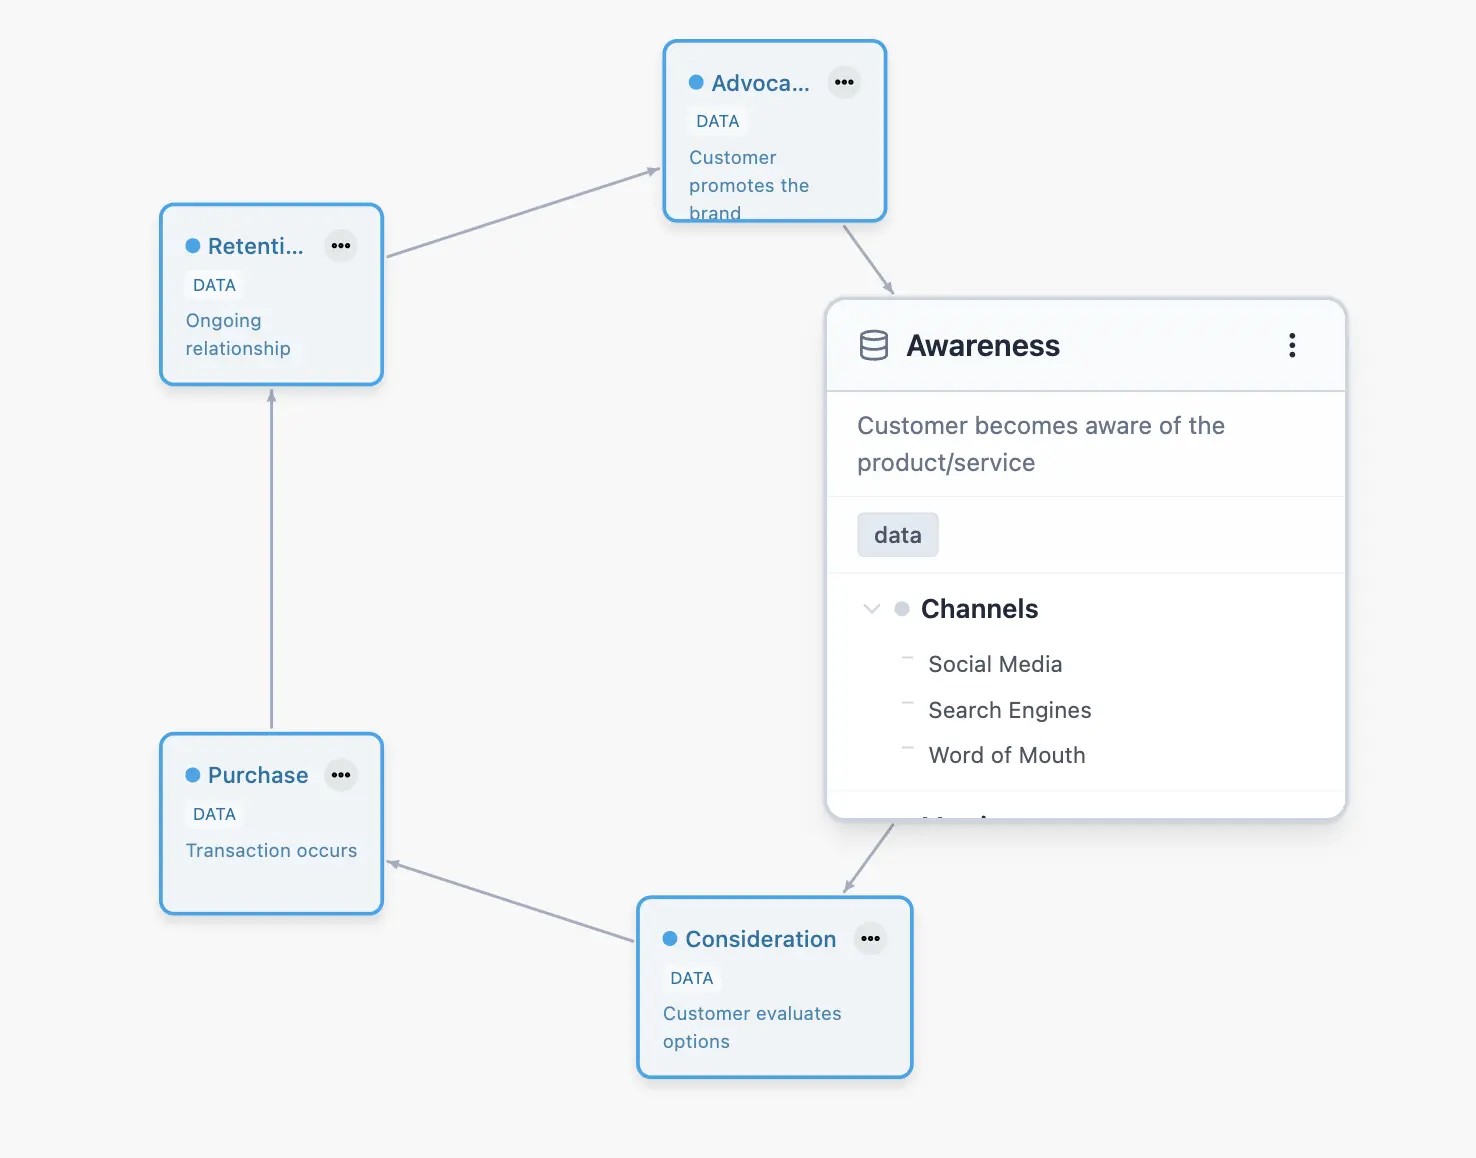 Advoca...
DATA
Customer
promotes the
brand
Retenti...
DATA
Ongoing
relationship
Awareness
Customer becomes aware of the
product/service
data
Channels
Social Media
Search Engines
Word of Mouth
Purchase
DATA
Transaction occurs
Consideration
DATA
Customer evaluates
options